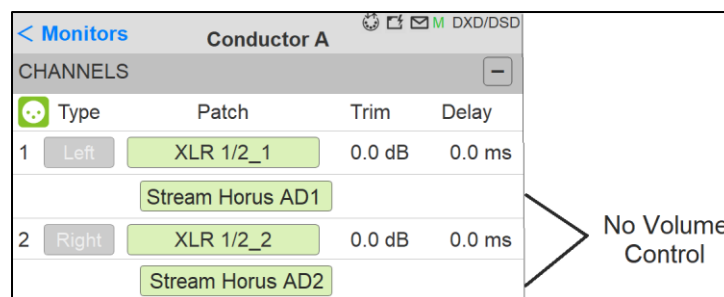 < Monitors Conductor A M DXD/DSD
CHANNELS −
Type Patch Trim Delay
1 Left XLR 1/2_1 0.0 dB 0.0 ms
Stream Horus AD1
2 Right XLR 1/2_2 0.0 dB 0.0 ms
Stream Horus AD2
No Volume
Control